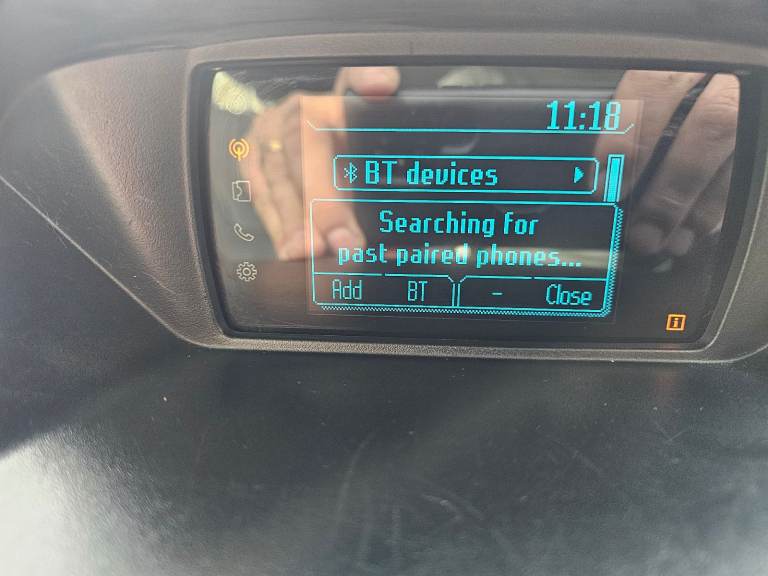 11:18
BT devices
Searching for
past paired phones...
Add BT - Close